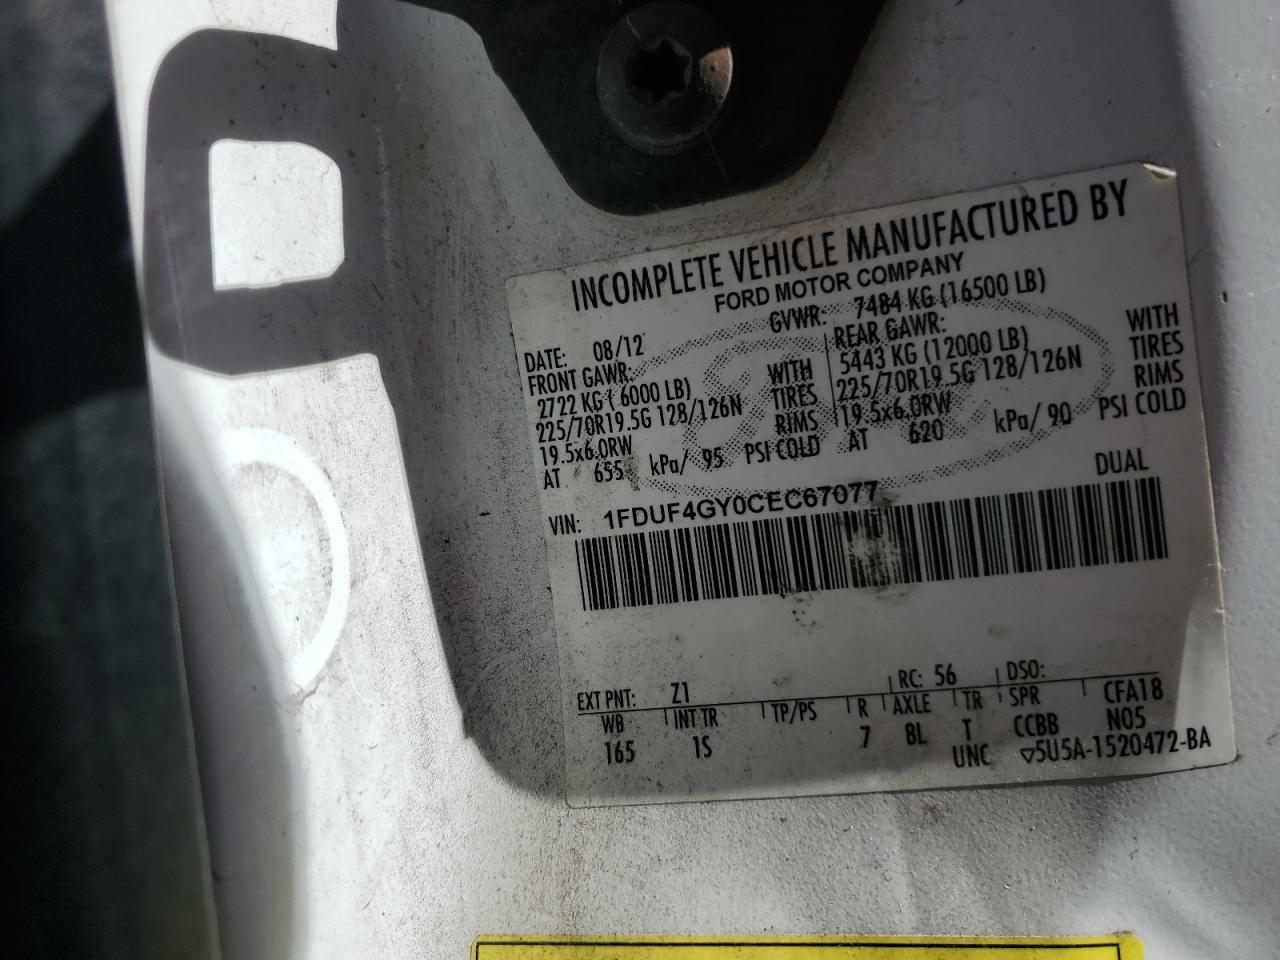 INCOMPLETE VEHICLE MANUFACTURED BY
FORD MOTOR COMPANY
DATE: 08/12 GVWR: 7484 KG (16500 LB)
FRONT GAWR: REAR GAWR:
2722 KG ( 6000 LB) WITH 5443 KG (12000 LB) WITH
225/70R19.5G 128/126N TIRES 225/70R19.5G 128/126N TIRES
19.5x6.0RW RIMS 19.5x6.0RW RIMS
AT 655 kPa/ 95 PSI COLD AT 620 kPa/ 90 PSI COLD
DUAL
VIN: 1FDUF4GY0CEC67077
EXT PNT: Z1 RC: 56 DSO:
WB INT TR TP/PS R AXLE TR SPR CFA18
165 1S 7 8L T CCBB N05
UNC ▽5U5A-1520472-BA